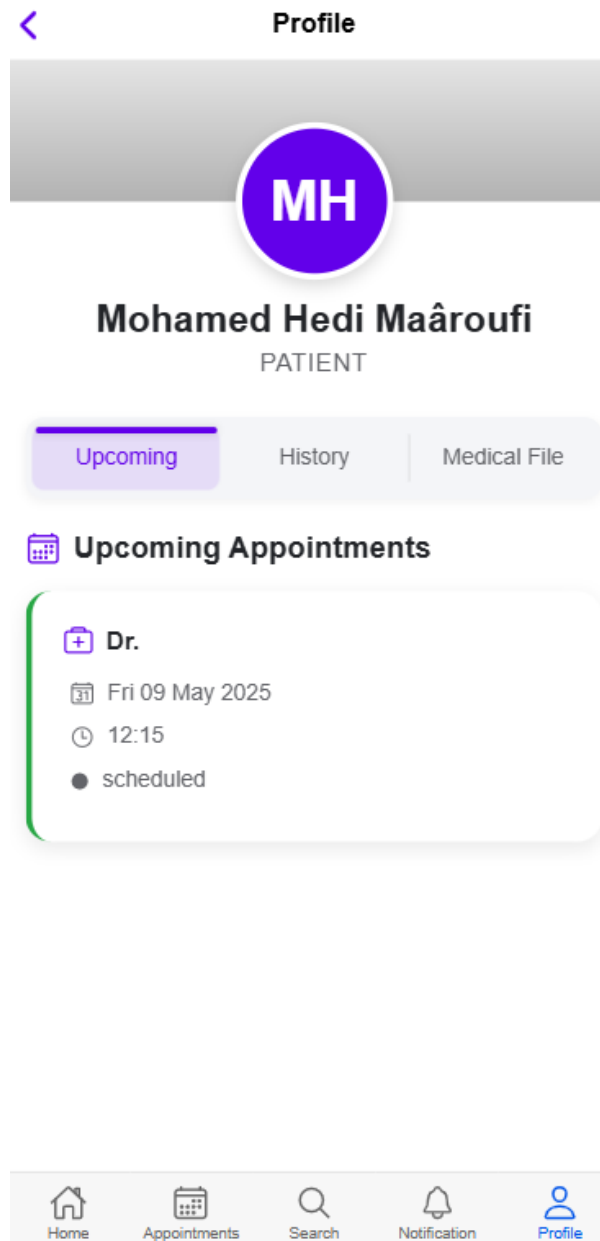 Profile
MH
Mohamed Hedi Maâroufi
PATIENT
Upcoming History Medical File
Upcoming Appointments
Dr.
31 Fri 09 May 2025
12:15
scheduled
Home Appointments Search Notification Profile